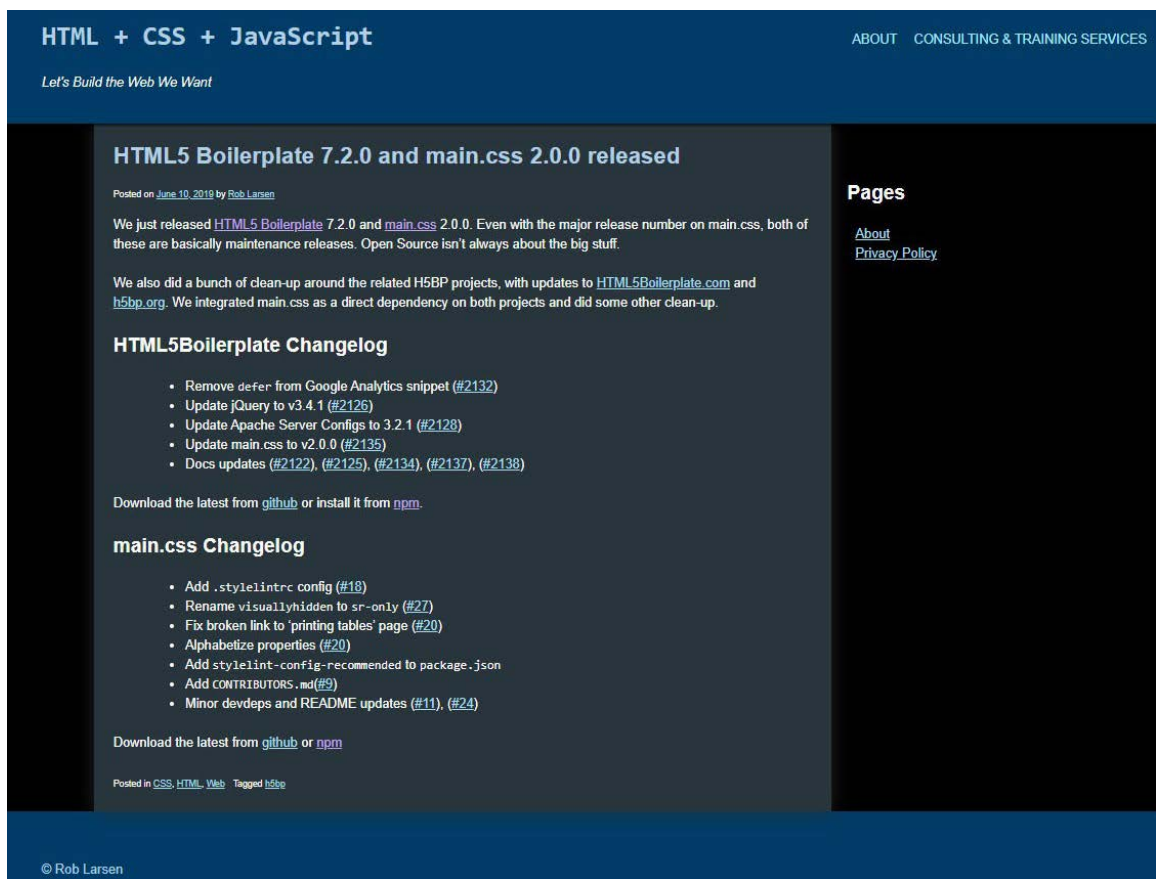 HTML + CSS + JavaScript
ABOUT CONSULTING & TRAINING SERVICES
Let's Build the Web We Want
HTML5 Boilerplate 7.2.0 and main.css 2.0.0 released
Posted on June 10, 2019 by Rob Larsen
We just released HTML5 Boilerplate 7.2.0 and main.css 2.0.0. Even with the major release number on main.css, both of
these are basically maintenance releases. Open Source isn't always about the big stuff.
We also did a bunch of clean-up around the related H5BP projects, with updates to HTML5Boilerplate.com and
h5bp.org. We integrated main.css as a direct dependency on both projects and did some other clean-up.
HTML5Boilerplate Changelog
• Remove defer from Google Analytics snippet (#2132)
• Update jQuery to v3.4.1 (#2126)
• Update Apache Server Configs to 3.2.1 (#2128)
• Update main.css to v2.0.0 (#2135)
• Docs updates (#2122), (#2125), (#2134), (#2137), (#2138)
Download the latest from github or install it from npm.
main.css Changelog
• Add .stylelintrc config (#18)
• Rename visuallyhidden to sr-only (#27)
• Fix broken link to ‘printing tables’ page (#20)
• Alphabetize properties (#20)
• Add stylelint-config-recommended to package.json
• Add CONTRIBUTORS.md(#9)
• Minor devdeps and README updates (#11), (#24)
Download the latest from github or npm
Posted in CSS, HTML, Web Tagged h5bp
Pages
About
Privacy Policy
© Rob Larsen